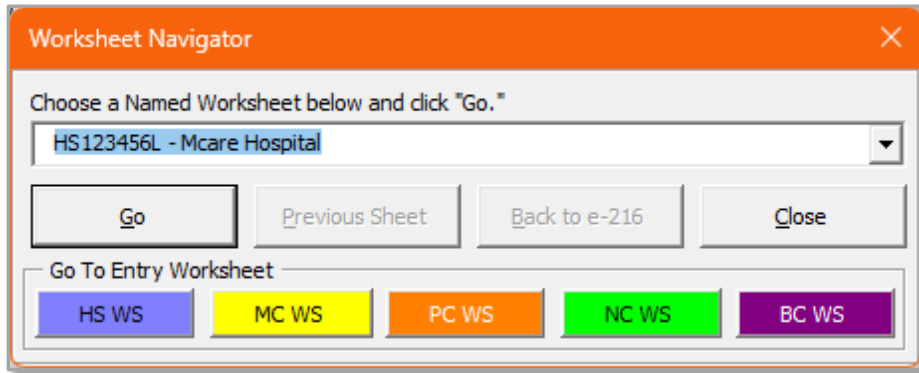 Worksheet Navigator
Choose a Named Worksheet below and click "Go."
HS123456L - Mcare Hospital
Go Previous Sheet Back to e-216 Close
Go To Entry Worksheet
HS WS MC WS PC WS NC WS BC WS